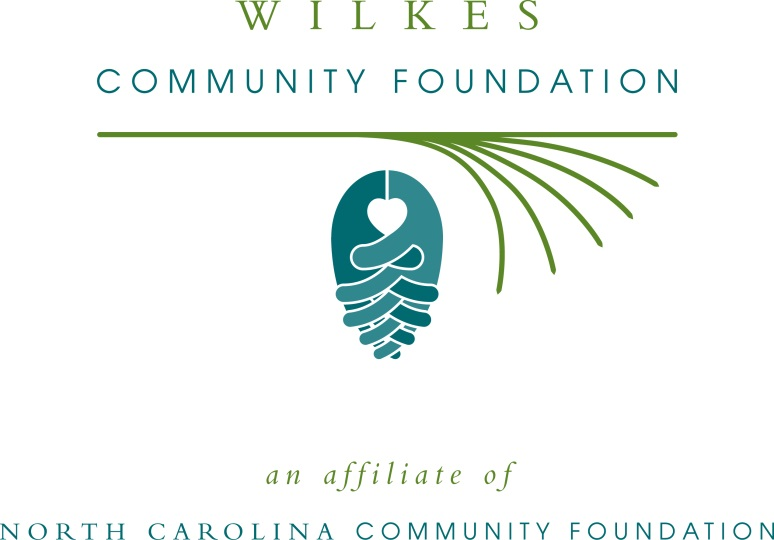 WILKES
COMMUNITY FOUNDATION
an affiliate of
NORTH CAROLINA COMMUNITY FOUNDATION